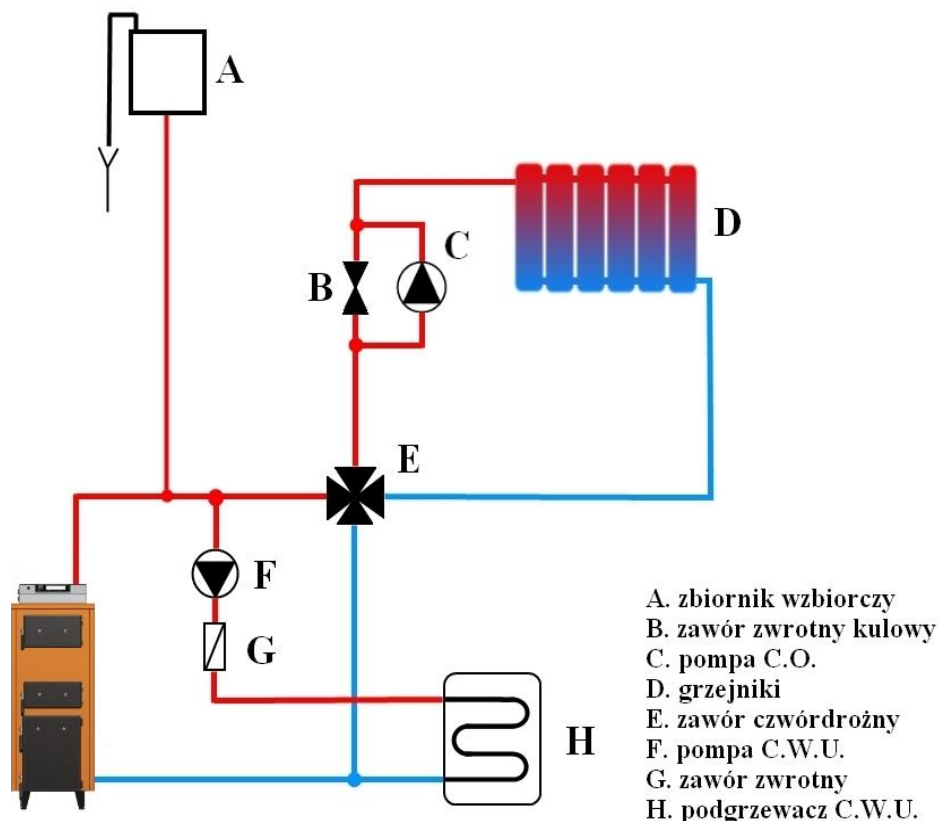 A
D
C
B
E
F
G
H
A. zbiornik wzbiorczy
B. zawór zwrotny kulowy
C. pompa C.O.
D. grzejniki
E. zawór czwórdrożny
F. pompa C.W.U.
G. zawór zwrotny
H. podgrzewacz C.W.U.